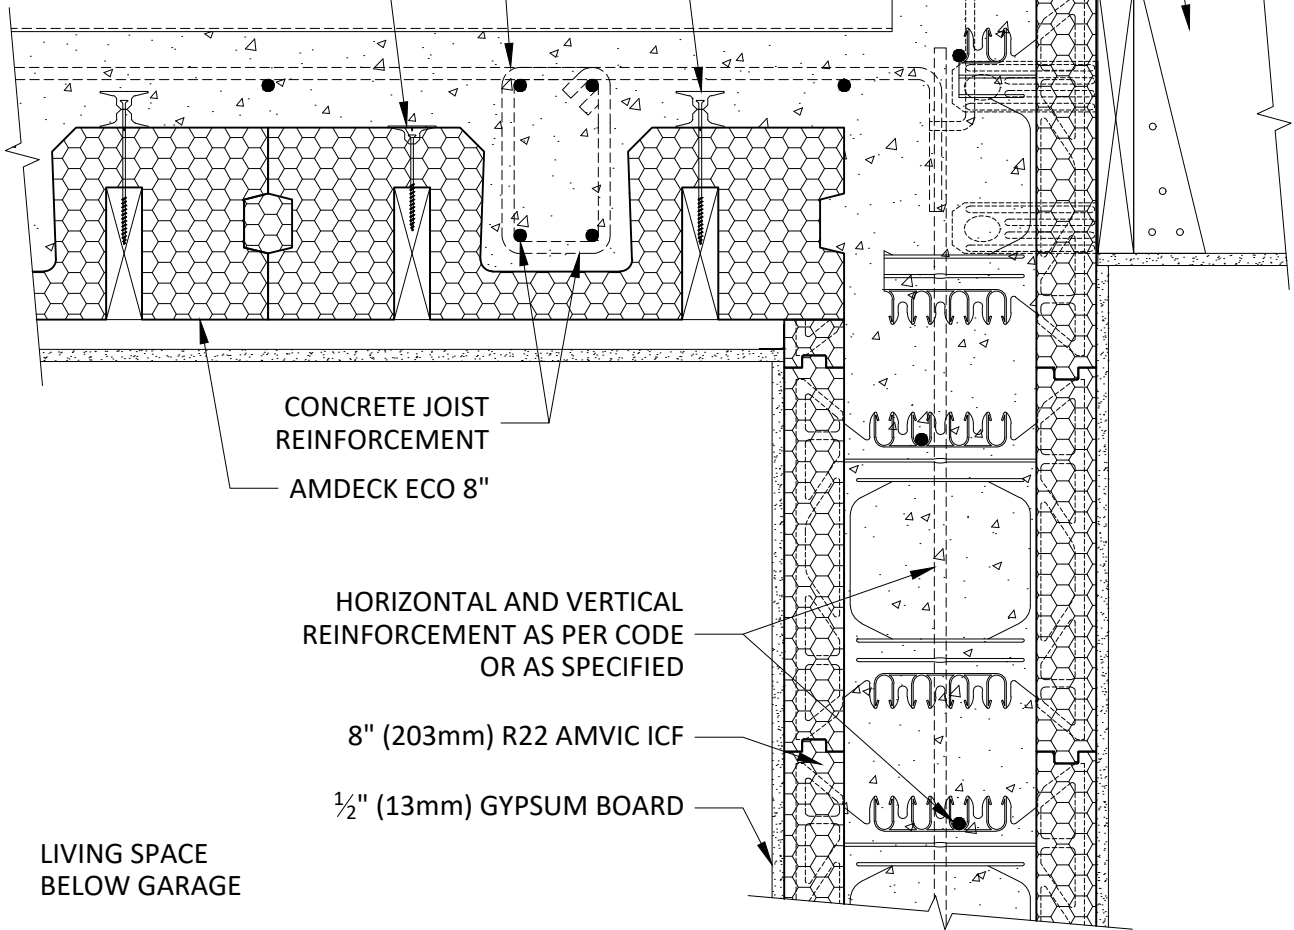 CONCRETE JOIST
REINFORCEMENT
AMDECK ECO 8"
HORIZONTAL AND VERTICAL
REINFORCEMENT AS PER CODE
OR AS SPECIFIED
8" (203mm) R22 AMVIC ICF
½" (13mm) GYPSUM BOARD
LIVING SPACE
BELOW GARAGE